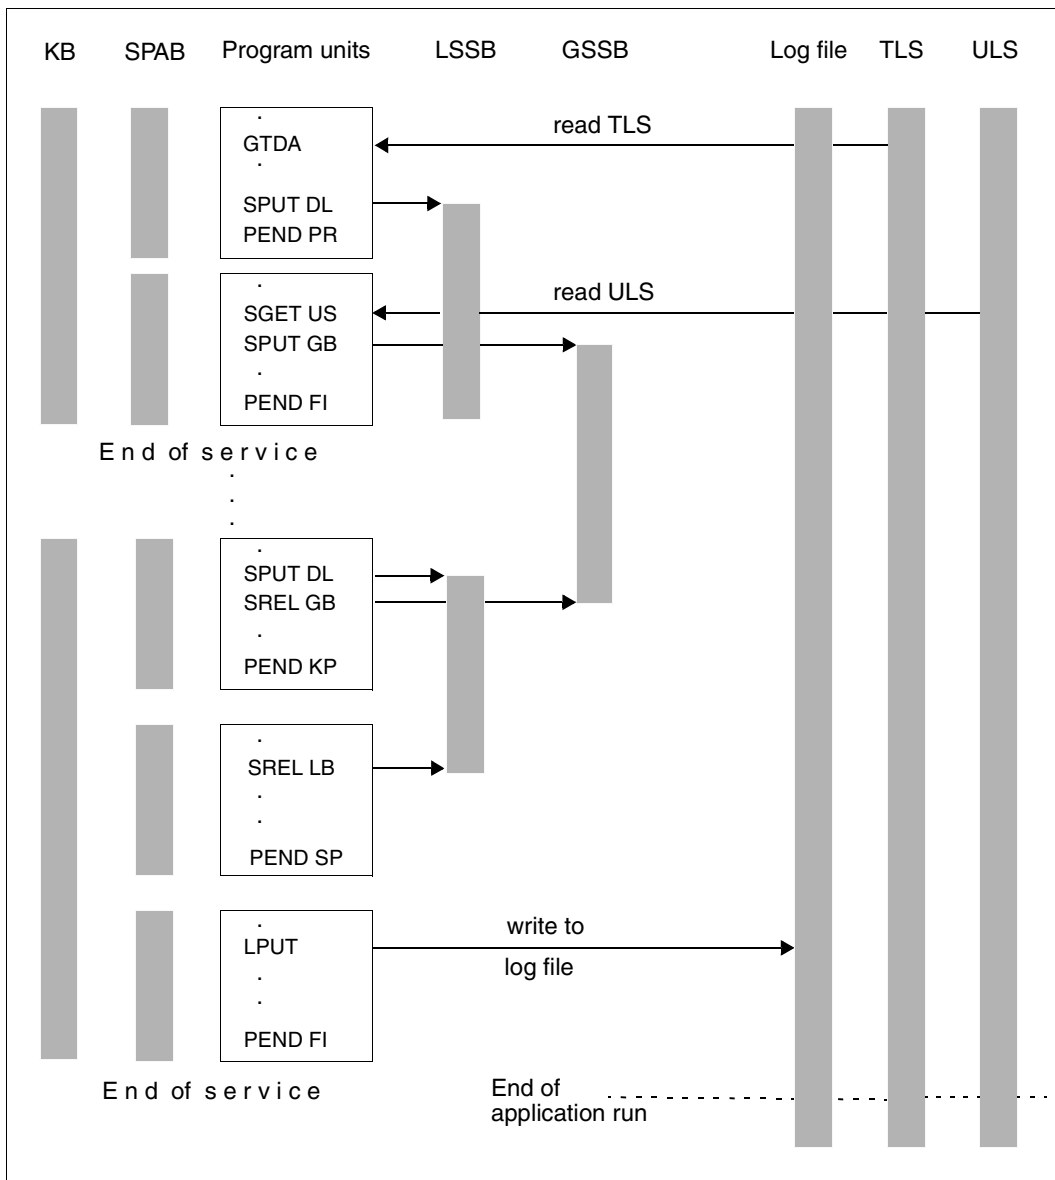 KB SPAB Program units LSSB GSSB Log file TLS ULS
.
GTDA
.
read TLS
SPUT DL
PEND PR
.
SGET US
read ULS
SPUT GB
.
PEND FI
End of service
.
.
.
.
SPUT DL
SREL GB
.
PEND KP
.
SREL LB
.
.
PEND SP
.
LPUT
write to
log file
.
.
PEND FI
End of service
End of
application run